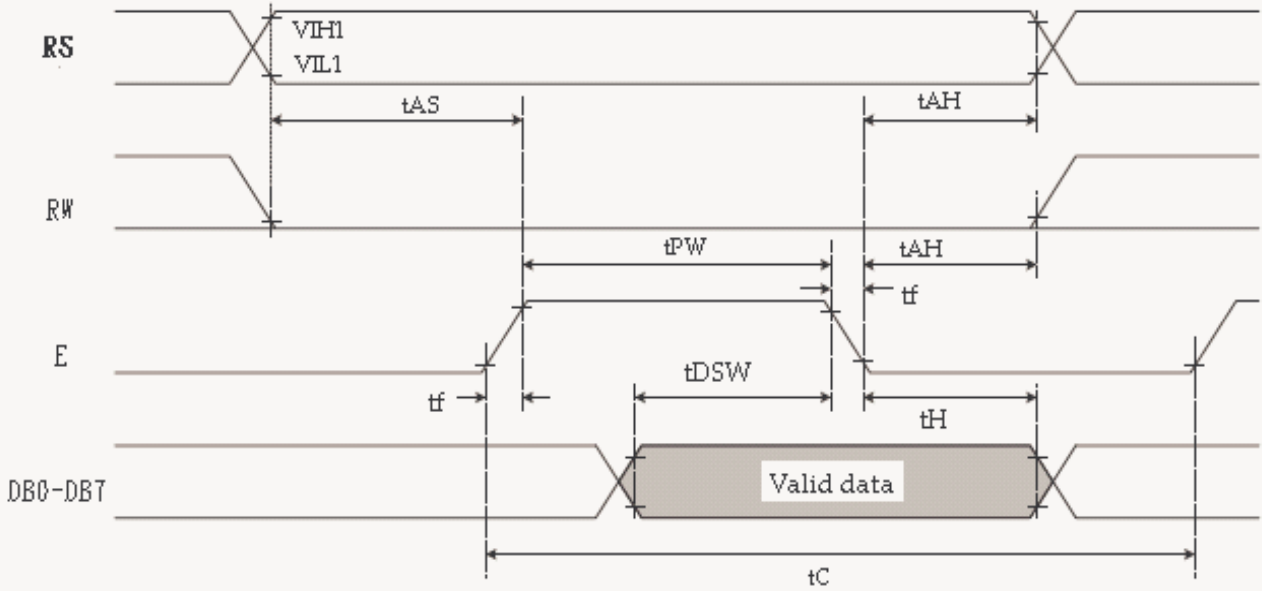 RS
VIH1
VIL1
tAS
tAH
RW
tPW
tAH
tf
E
tDSW
tf
tH
DB0-DB7
Valid data
tC